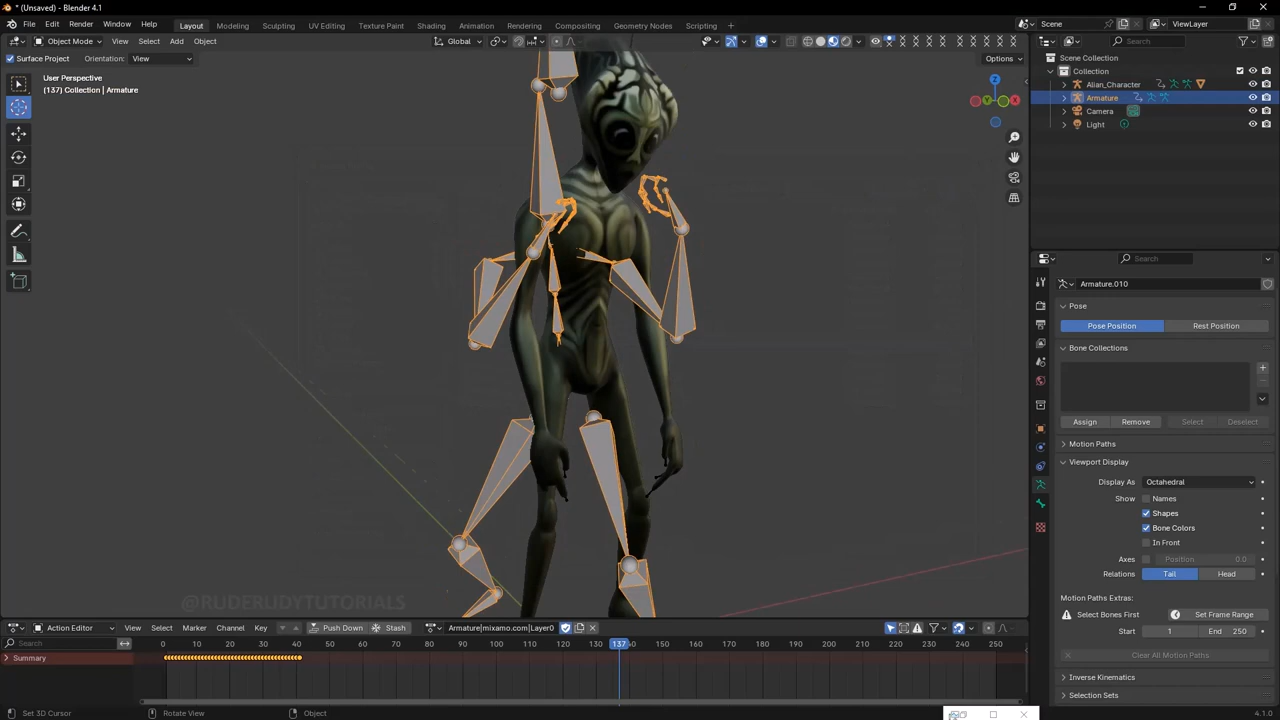 * (Unsaved) - Blender 4.1
File Edit Render Window Help Layout Modeling Sculpting UV Editing Texture Paint Shading Animation Rendering Compositing Geometry Nodes Scripting + Scene ViewLayer
Object Mode View Select Add Object Global Search
Surface Project Orientation: View Options
Scene Collection
User Perspective
(137) Collection | Armature
Collection
Alian_Character
Armature
Camera
Light
Search
Armature.010
Pose
Pose Position Rest Position
Bone Collections
Assign Remove Select Deselect
Motion Paths
Viewport Display
Display As Octahedral
Show Names
Shapes
Bone Colors
In Front
Axes Position 0.0
Relations Tail Head
Motion Paths Extras:
Select Bones First Set Frame Range
Start 1 End 250
Clear All Motion Paths
Inverse Kinematics
Selection Sets
@RUDERLIDYTUTORIALS
Action Editor View Select Marker Channel Key Push Down Stash Armature|mixamo.com|Layer0
Search 0 10 20 30 40 50 60 70 80 90 100 110 120 130 137 150 160 170 180 190 200 210 220 230 240 250
Summary
Set 3D Cursor Rotate View Object 4.1.0